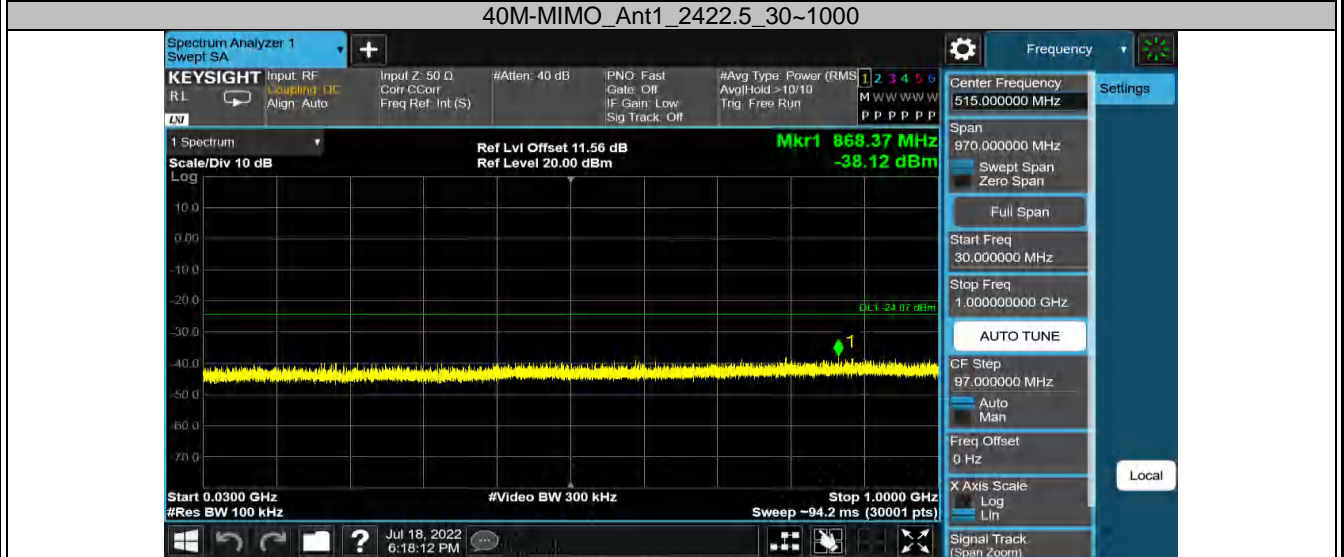 40M-MIMO_Ant1_2422.5_30~1000
Spectrum Analyzer 1
Swept SA
Frequency
KEYSIGHT
RL
LXI
Input: RF
Coupling: DC
Align: Auto
Input Z: 50 Ω
Corr CCorr
Freq Ref: Int (S)
#Atten: 40 dB
PNO: Fast
Gate: Off
IF Gain: Low
Sig Track: Off
#Avg Type: Power (RMS
Avg|Hold >10/10
Trig: Free Run
1 2 3 4 5 6
M W W W W W
P P P P P P
1 Spectrum
Scale/Div 10 dB
Ref Lvl Offset 11.56 dB
Ref Level 20.00 dBm
Mkr1 868.37 MHz
-38.12 dBm
Log
10.0
0.00
-10.0
-20.0
DL1 -24.07 dBm
-30.0
1
-40.0
-50.0
-60.0
-70.0
Start 0.0300 GHz
#Res BW 100 kHz
#Video BW 300 kHz
Stop 1.0000 GHz
Sweep ~94.2 ms (30001 pts)
?
Jul 18, 2022
6:18:12 PM
Center Frequency
515.000000 MHz
Span
970.000000 MHz
Swept Span
Zero Span
Full Span
Start Freq
30.000000 MHz
Stop Freq
1.000000000 GHz
AUTO TUNE
CF Step
97.000000 MHz
Auto
Man
Freq Offset
0 Hz
X Axis Scale
Log
Lin
Signal Track
(Span Zoom)
Settings
Local